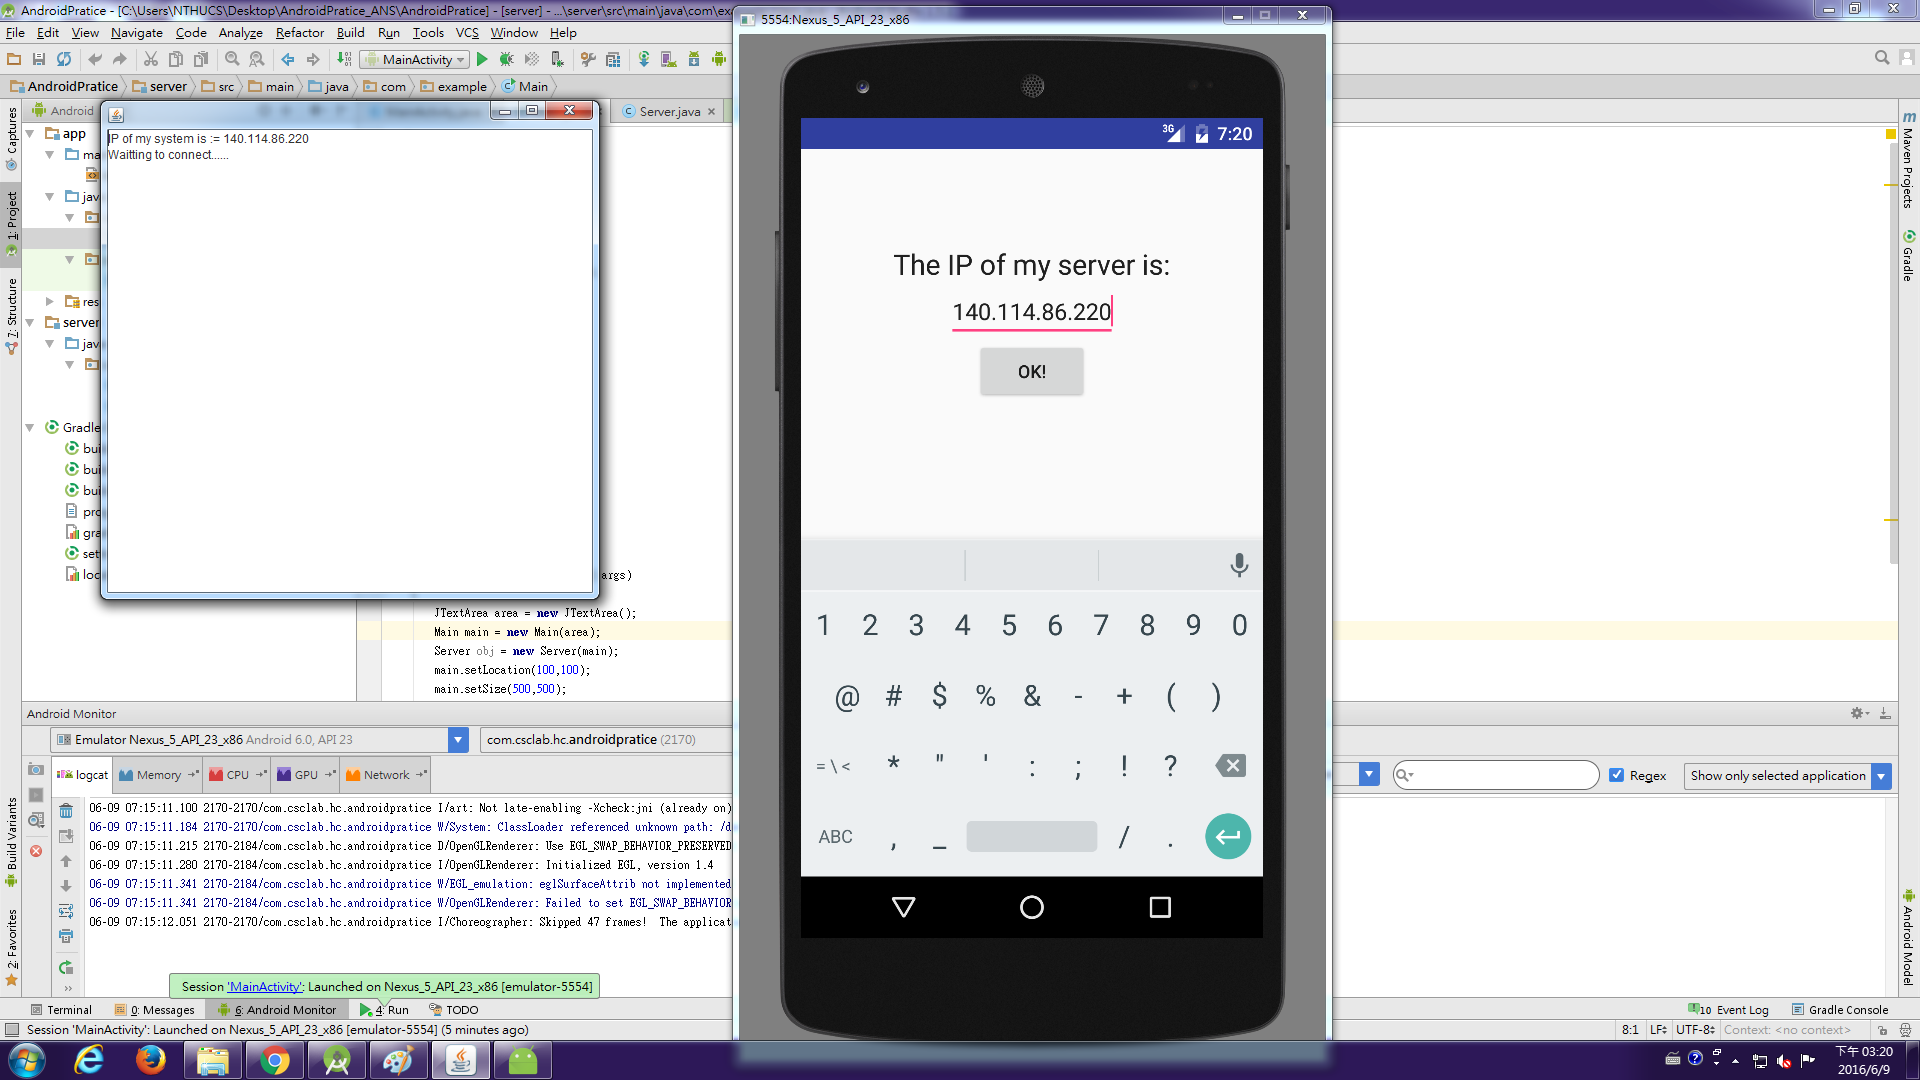 AndroidPratice - [C:\Users\NTHUCS\Desktop\AndroidPratice_ANS\AndroidPratice] - [server] - ...\server\src\main\java\com\exa
File Edit View Navigate Code Analyze Refactor Build Run Tools VCS Window Help
MainActivity
AndroidPratice server src main java com example Main
Android
Server.java
app
ma
jav
res
server
jav
Gradle
bui
bui
bui
pro
gra
set
loc
Captures
1: Project
7: Structure
Build Variants
2: Favorites
Maven Projects
Gradle
Android Model
IP of my system is := 140.114.86.220
Waitting to connect......
args)
JTextArea area = new JTextArea();
Main main = new Main(area);
Server obj = new Server(main);
main.setLocation(100,100);
main.setSize(500,500);
5554:Nexus_5_API_23_x86
3G 7:20
The IP of my server is:
140.114.86.220
OK!
1 2 3 4 5 6 7 8 9 0
@ # $ % & - + ( )
= \ < * " ' : ; ! ?
ABC , _ / .
Android Monitor
Emulator Nexus_5_API_23_x86 Android 6.0, API 23
com.csclab.hc.androidpratice (2170)
logcat Memory CPU GPU Network
Regex
Show only selected application
06-09 07:15:11.100 2170-2170/com.csclab.hc.androidpratice I/art: Not late-enabling -Xcheck:jni (already on)
06-09 07:15:11.184 2170-2170/com.csclab.hc.androidpratice W/System: ClassLoader referenced unknown path: /d
06-09 07:15:11.215 2170-2184/com.csclab.hc.androidpratice D/OpenGLRenderer: Use EGL_SWAP_BEHAVIOR_PRESERVED
06-09 07:15:11.280 2170-2184/com.csclab.hc.androidpratice I/OpenGLRenderer: Initialized EGL, version 1.4
06-09 07:15:11.341 2170-2184/com.csclab.hc.androidpratice W/EGL_emulation: eglSurfaceAttrib not implemented
06-09 07:15:11.341 2170-2184/com.csclab.hc.androidpratice W/OpenGLRenderer: Failed to set EGL_SWAP_BEHAVIOR
06-09 07:15:12.051 2170-2170/com.csclab.hc.androidpratice I/Choreographer: Skipped 47 frames! The applicat
Session 'MainActivity': Launched on Nexus_5_API_23_x86 [emulator-5554]
Terminal 0: Messages 6: Android Monitor 4: Run TODO
10 Event Log Gradle Console
Session 'MainActivity': Launched on Nexus_5_API_23_x86 [emulator-5554] (5 minutes ago)
8:1 LF UTF-8 Context: <no context>
下午 03:20
2016/6/9